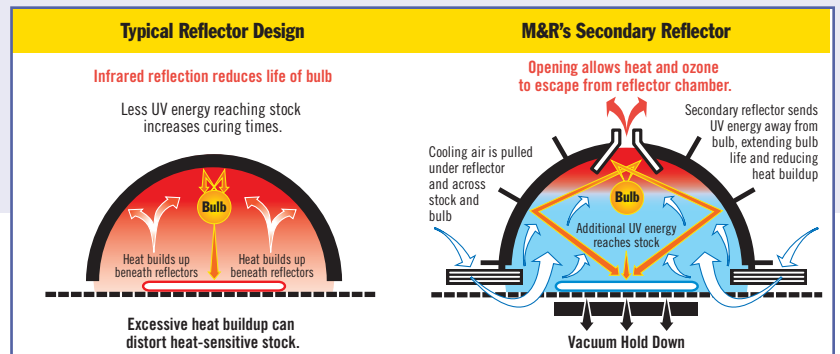 Typical Reflector Design
Infrared reflection reduces life of bulb
Less UV energy reaching stock
increases curing times.
Bulb
Heat builds up
beneath reflectors
Heat builds up
beneath reflectors
Excessive heat buildup can
distort heat-sensitive stock.
M&R's Secondary Reflector
Opening allows heat and ozone
to escape from reflector chamber.
Secondary reflector sends
UV energy away from
bulb, extending bulb
life and reducing
heat buildup
Cooling air is pulled
under reflector
and across
stock and
bulb
Bulb
Additional UV energy
reaches stock
Vacuum Hold Down